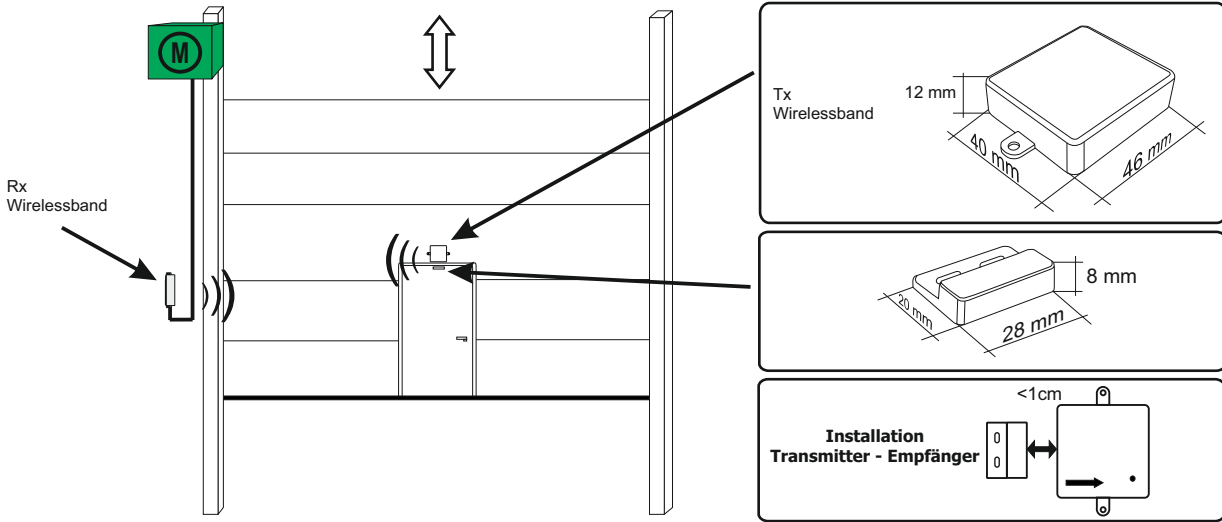 M
Rx
Wirelessband
Tx
Wirelessband
12 mm
40 mm
46 mm
8 mm
20 mm
28 mm
<1cm
Installation
Transmitter - Empfänger